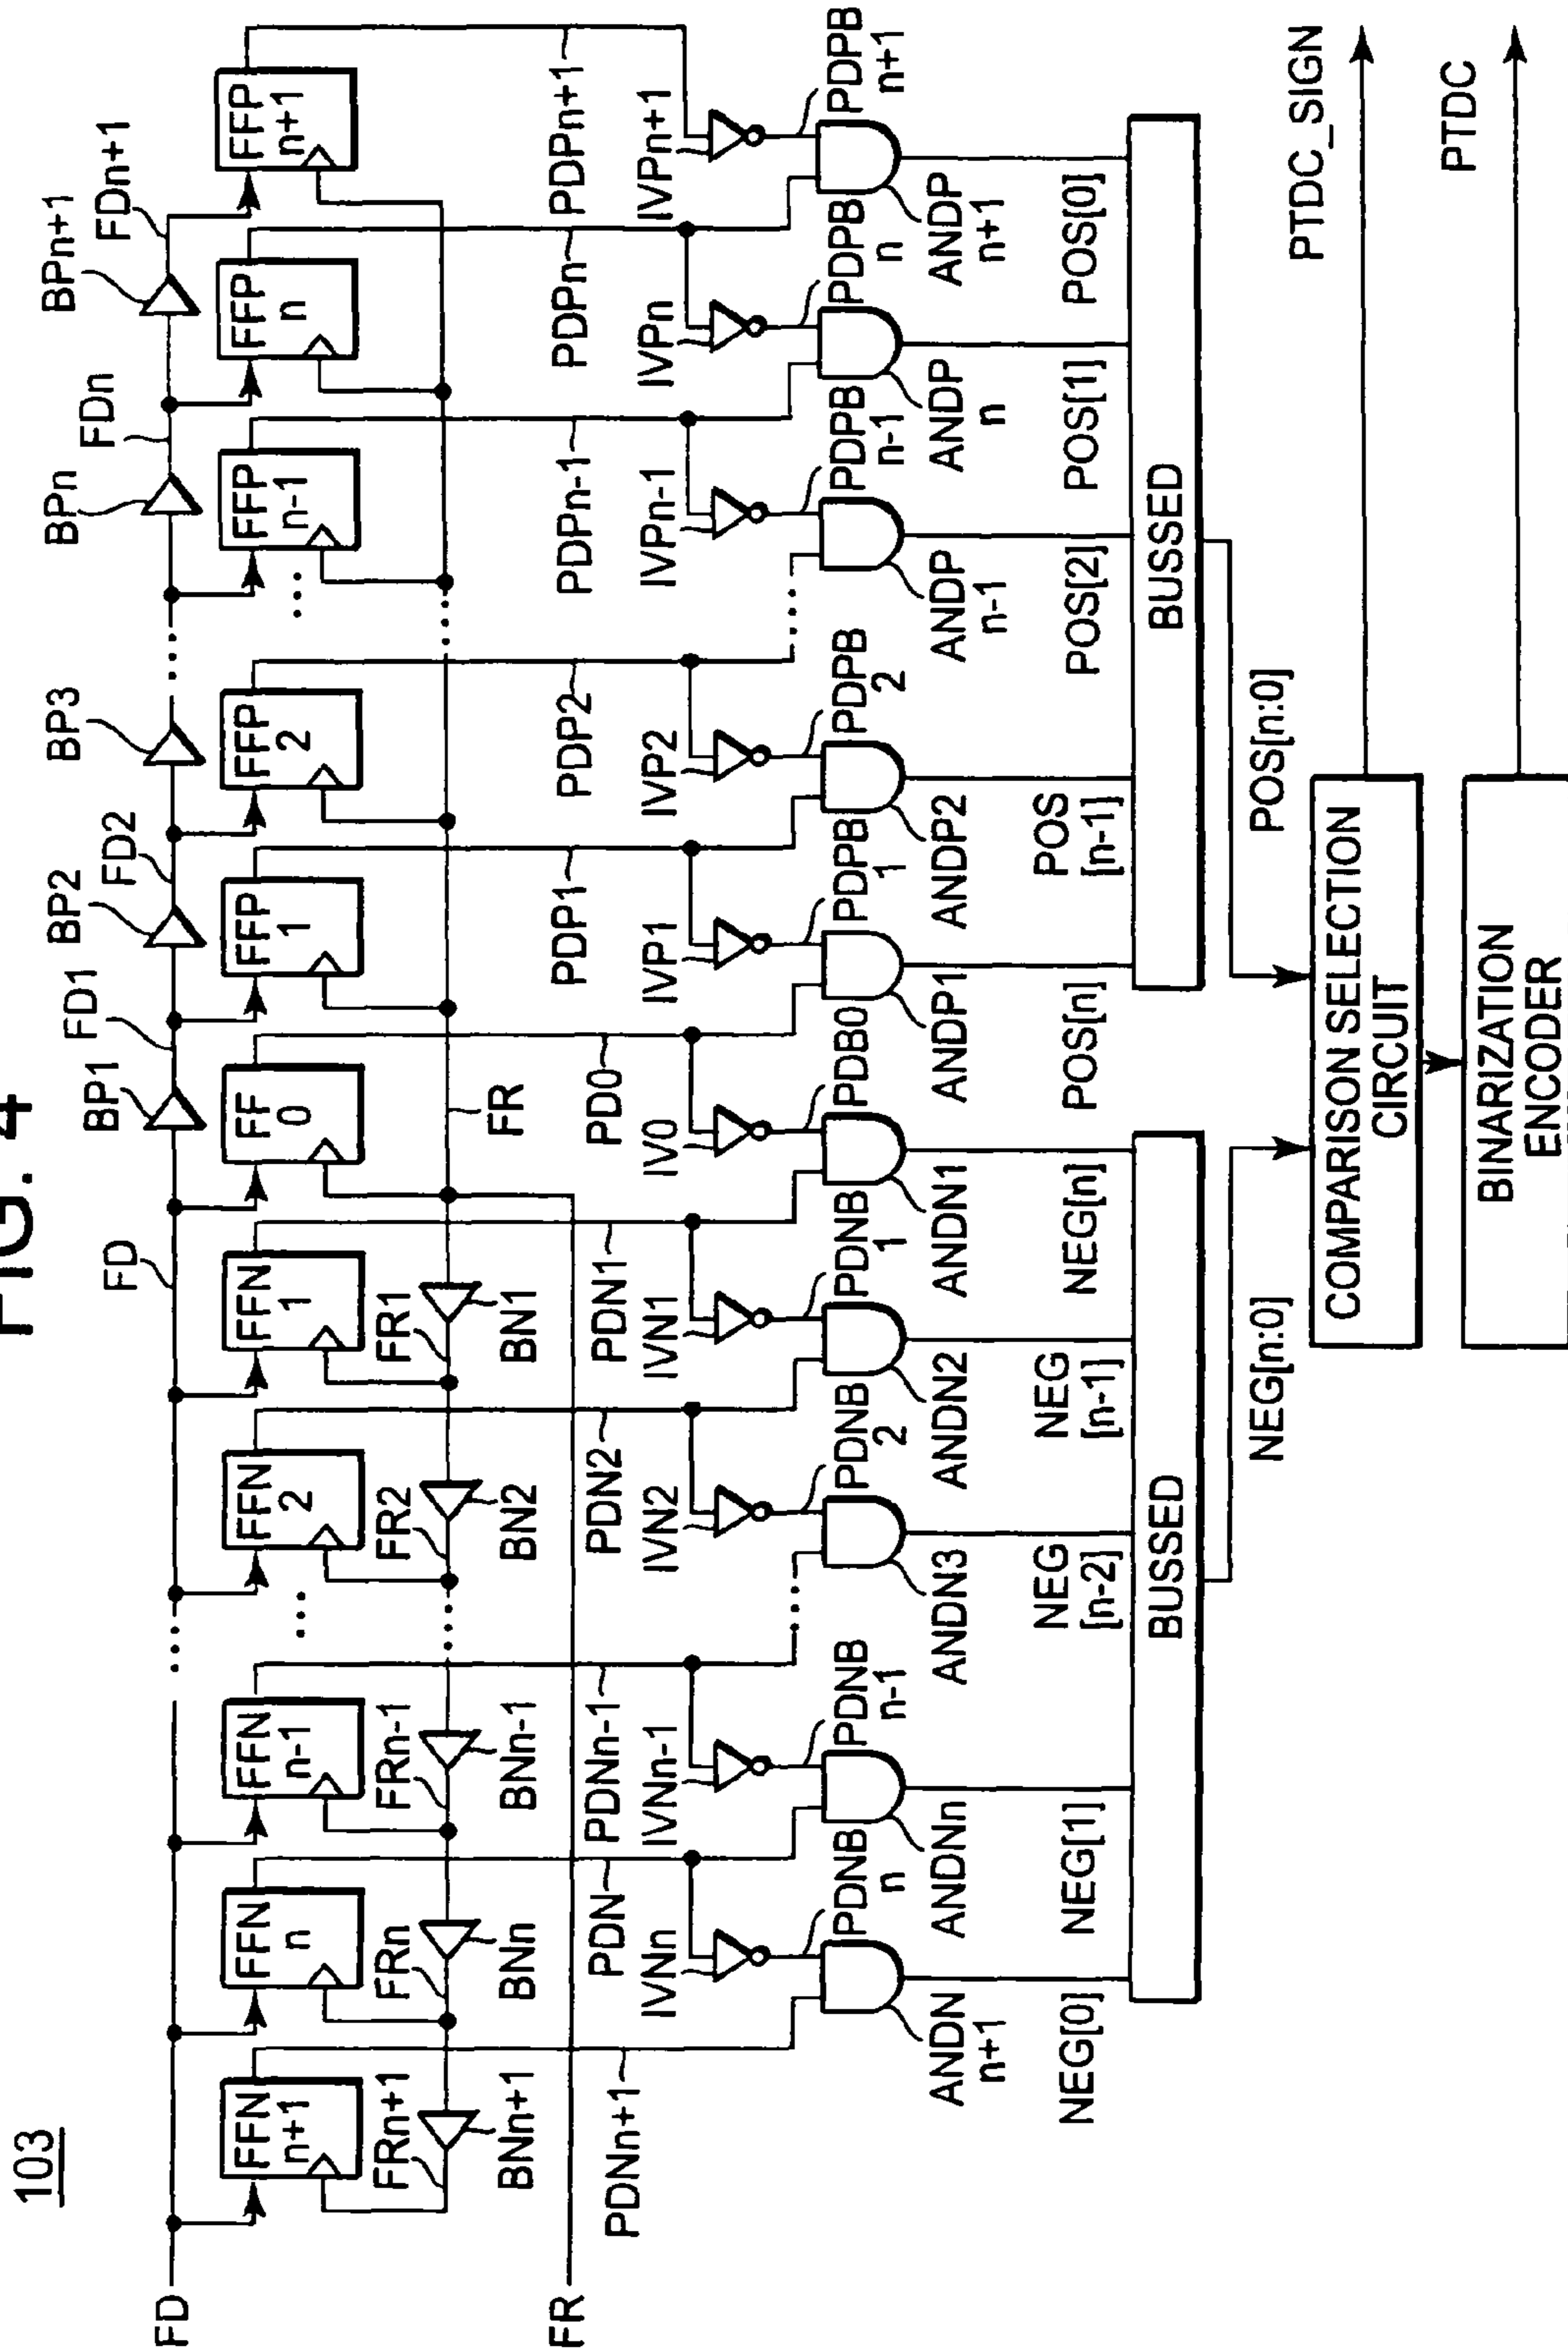 FIG. 4
103
FD
FD
BP1
FD1
BP2
FD2
BP3
BPn
FDn
BPn+1
FDn+1
FFN
n+1
FFN
n
FFN
n-1
...
FFN
2
FFN
1
FF
0
FFP
1
FFP
2
...
FFP
n-1
FFP
n
FFP
n+1
FRn+1
FRn
FRn-1
FR2
FR1
BNn+1
BNn
BNn-1
BN2
BN1
FR
FR
PDNn+1
PDN
PDNn-1
PDN2
PDN1
PD0
PDP1
PDP2
PDPn-1
PDPn
PDPn+1
IVNn
IVNn-1
IVN2
IVN1
IV0
IVP1
IVP2
IVPn-1
IVPn
IVPn+1
PDNB
n
PDNB
n-1
PDNB
2
PDNB
1
PDB0
PDPB
1
PDPB
2
PDPB
n-1
PDPB
n
PDPB
n+1
ANDN
n+1
ANDNn
ANDN3
ANDN2
ANDN1
ANDP1
ANDP2
ANDP
n-1
ANDP
n
ANDP
n+1
NEG[0]
NEG[1]
NEG
[n-2]
NEG
[n-1]
NEG[n]
POS[n]
POS
[n-1]
POS[2]
POS[1]
POS[0]
BUSSED
BUSSED
NEG[n:0]
POS[n:0]
COMPARISON SELECTION
CIRCUIT
PTDC_SIGN
BINARIZATION
ENCODER
PTDC